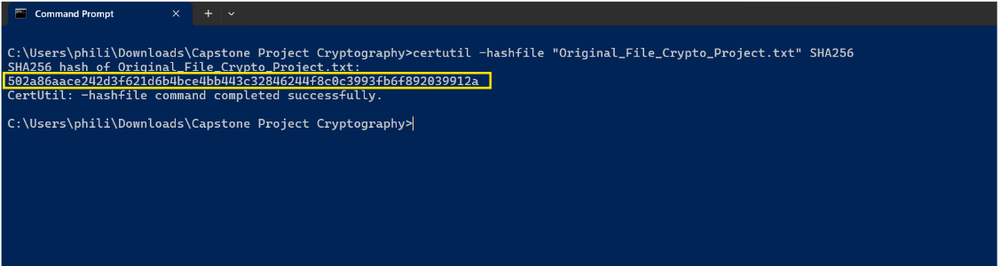 Command Prompt
C:\Users\phili\Downloads\Capstone Project Cryptography>certutil -hashfile "Original_File_Crypto_Project.txt" SHA256
SHA256 hash of Original_File_Crypto_Project.txt:
502a86aace242d3f621d6b4bce4bb443c32846244f8c0c3993fb6f892039912a
CertUtil: -hashfile command completed successfully.
C:\Users\phili\Downloads\Capstone Project Cryptography>